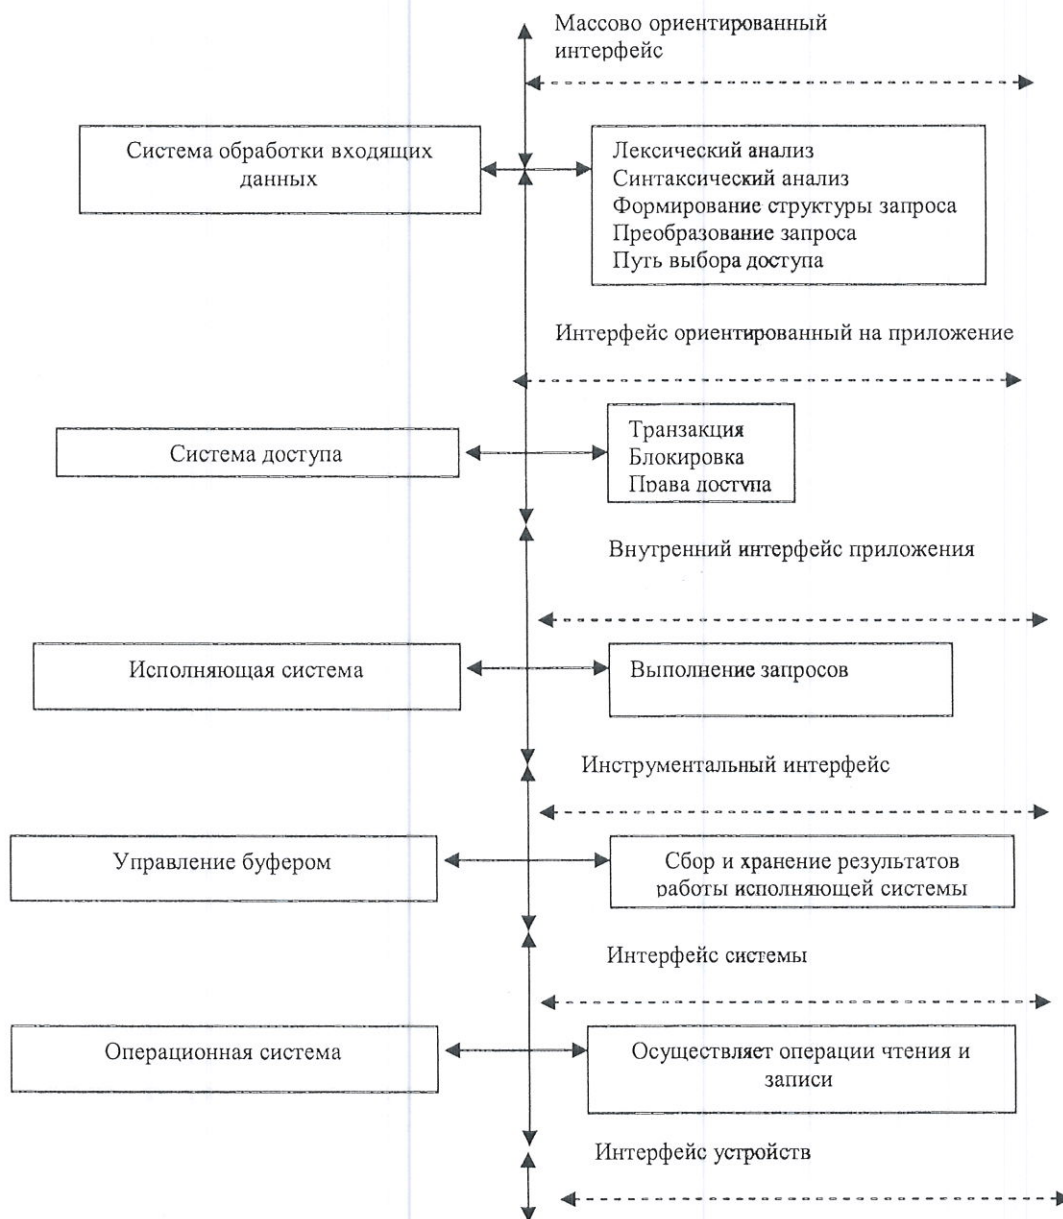 Массово ориентированный
интерфейс
Система обработки входящих
данных
Лексический анализ
Синтаксический анализ
Формирование структуры запроса
Преобразование запроса
Путь выбора доступа
Интерфейс ориентированный на приложение
Система доступа
Транзакция
Блокировка
Права доступа
Внутренний интерфейс приложения
Исполняющая система
Выполнение запросов
Инструментальный интерфейс
Управление буфером
Сбор и хранение результатов
работы исполняющей системы
Интерфейс системы
Операционная система
Осуществляет операции чтения и
записи
Интерфейс устройств